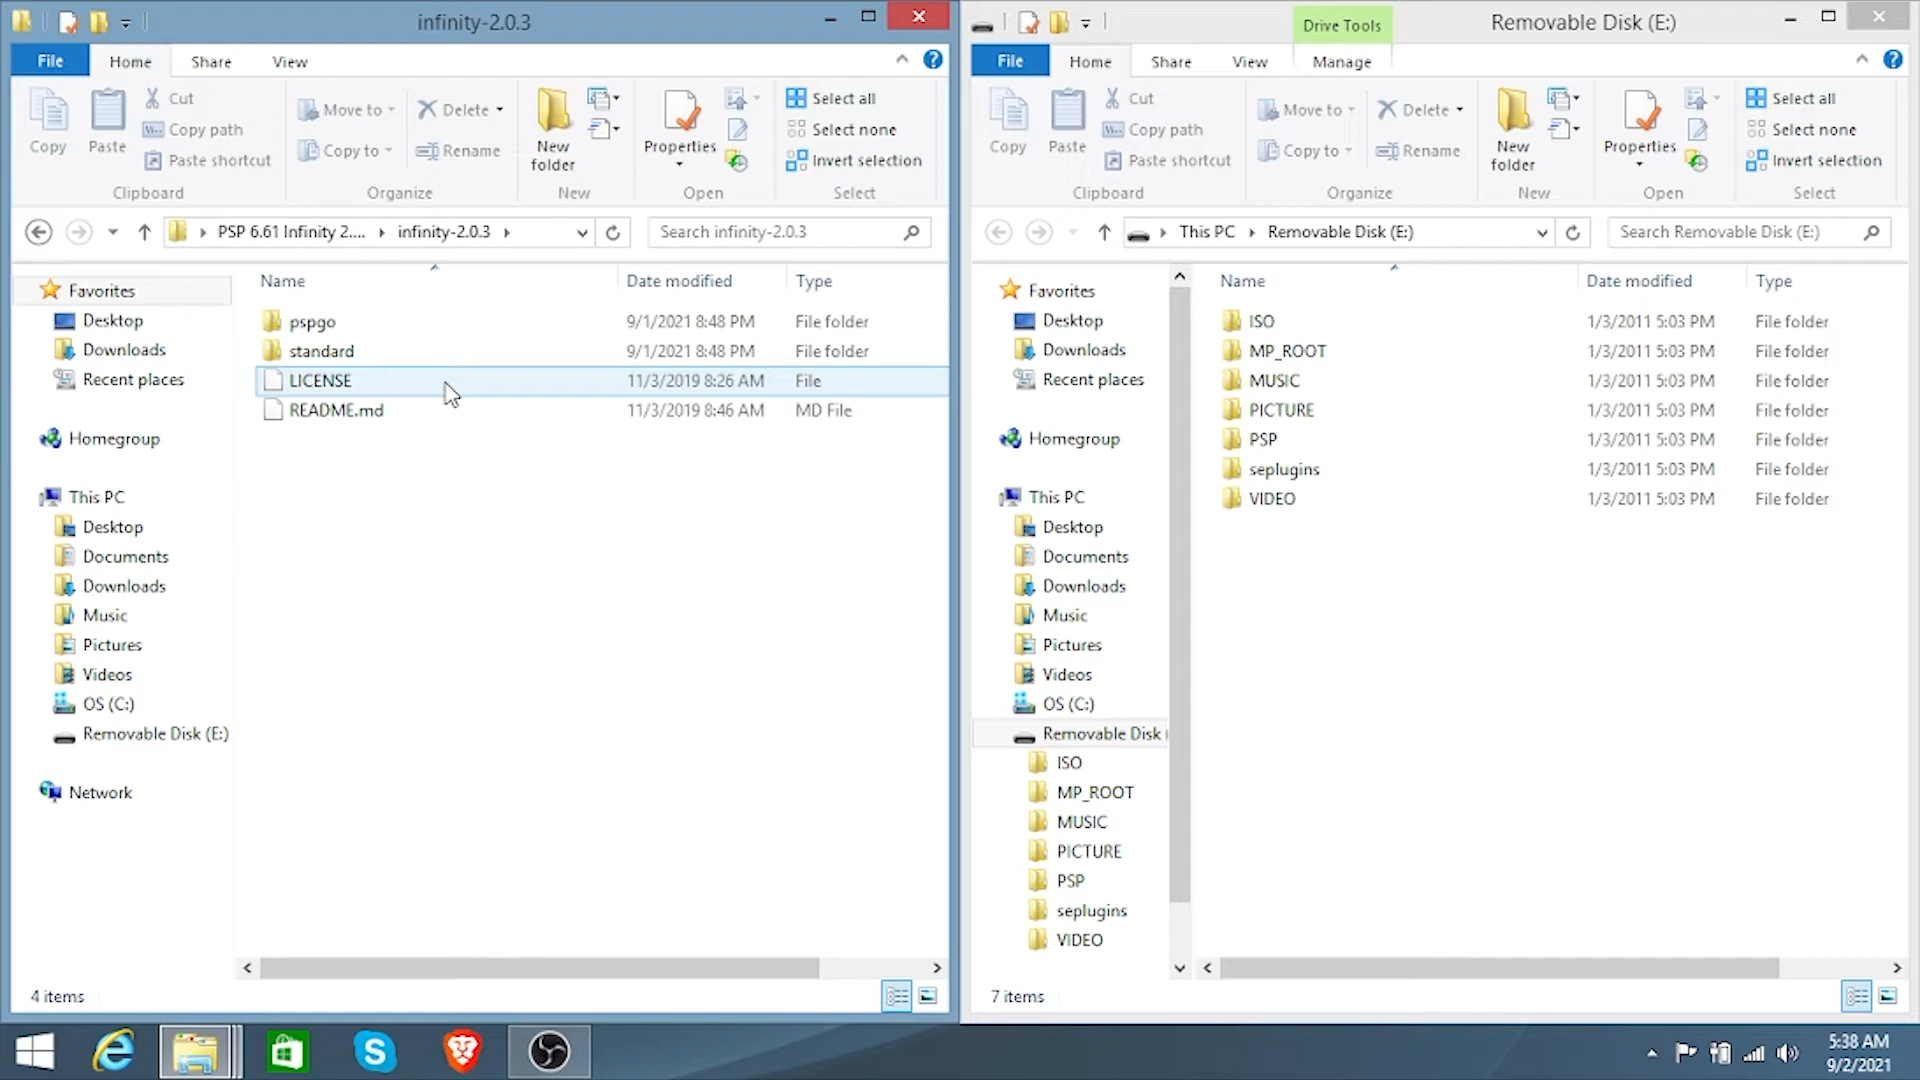 infinity-2.0.3
File Home Share View
Copy
Paste
Cut
Copy path
Paste shortcut
Clipboard
Move to
Copy to
Delete
Rename
Organize
New folder
New
Properties
Open
Select all
Select none
Invert selection
Select
PSP 6.61 Infinity 2.... infinity-2.0.3
Search infinity-2.0.3
Favorites
Desktop
Downloads
Recent places
Homegroup
This PC
Desktop
Documents
Downloads
Music
Pictures
Videos
OS (C:)
Removable Disk (E:)
Network
Name Date modified Type
pspgo 9/1/2021 8:48 PM File folder
standard 9/1/2021 8:48 PM File folder
LICENSE 11/3/2019 8:26 AM File
README.md 11/3/2019 8:46 AM MD File
4 items
Drive Tools
Removable Disk (E:)
File Home Share View Manage
Copy
Paste
Cut
Copy path
Paste shortcut
Clipboard
Move to
Copy to
Delete
Rename
Organize
New folder
New
Properties
Open
Select all
Select none
Invert selection
Select
This PC Removable Disk (E:)
Search Removable Disk (E:)
Favorites
Desktop
Downloads
Recent places
Homegroup
This PC
Desktop
Documents
Downloads
Music
Pictures
Videos
OS (C:)
Removable Disk (
ISO
MP_ROOT
MUSIC
PICTURE
PSP
seplugins
VIDEO
Name Date modified Type
ISO 1/3/2011 5:03 PM File folder
MP_ROOT 1/3/2011 5:03 PM File folder
MUSIC 1/3/2011 5:03 PM File folder
PICTURE 1/3/2011 5:03 PM File folder
PSP 1/3/2011 5:03 PM File folder
seplugins 1/3/2011 5:03 PM File folder
VIDEO 1/3/2011 5:03 PM File folder
7 items
5:38 AM
9/2/2021